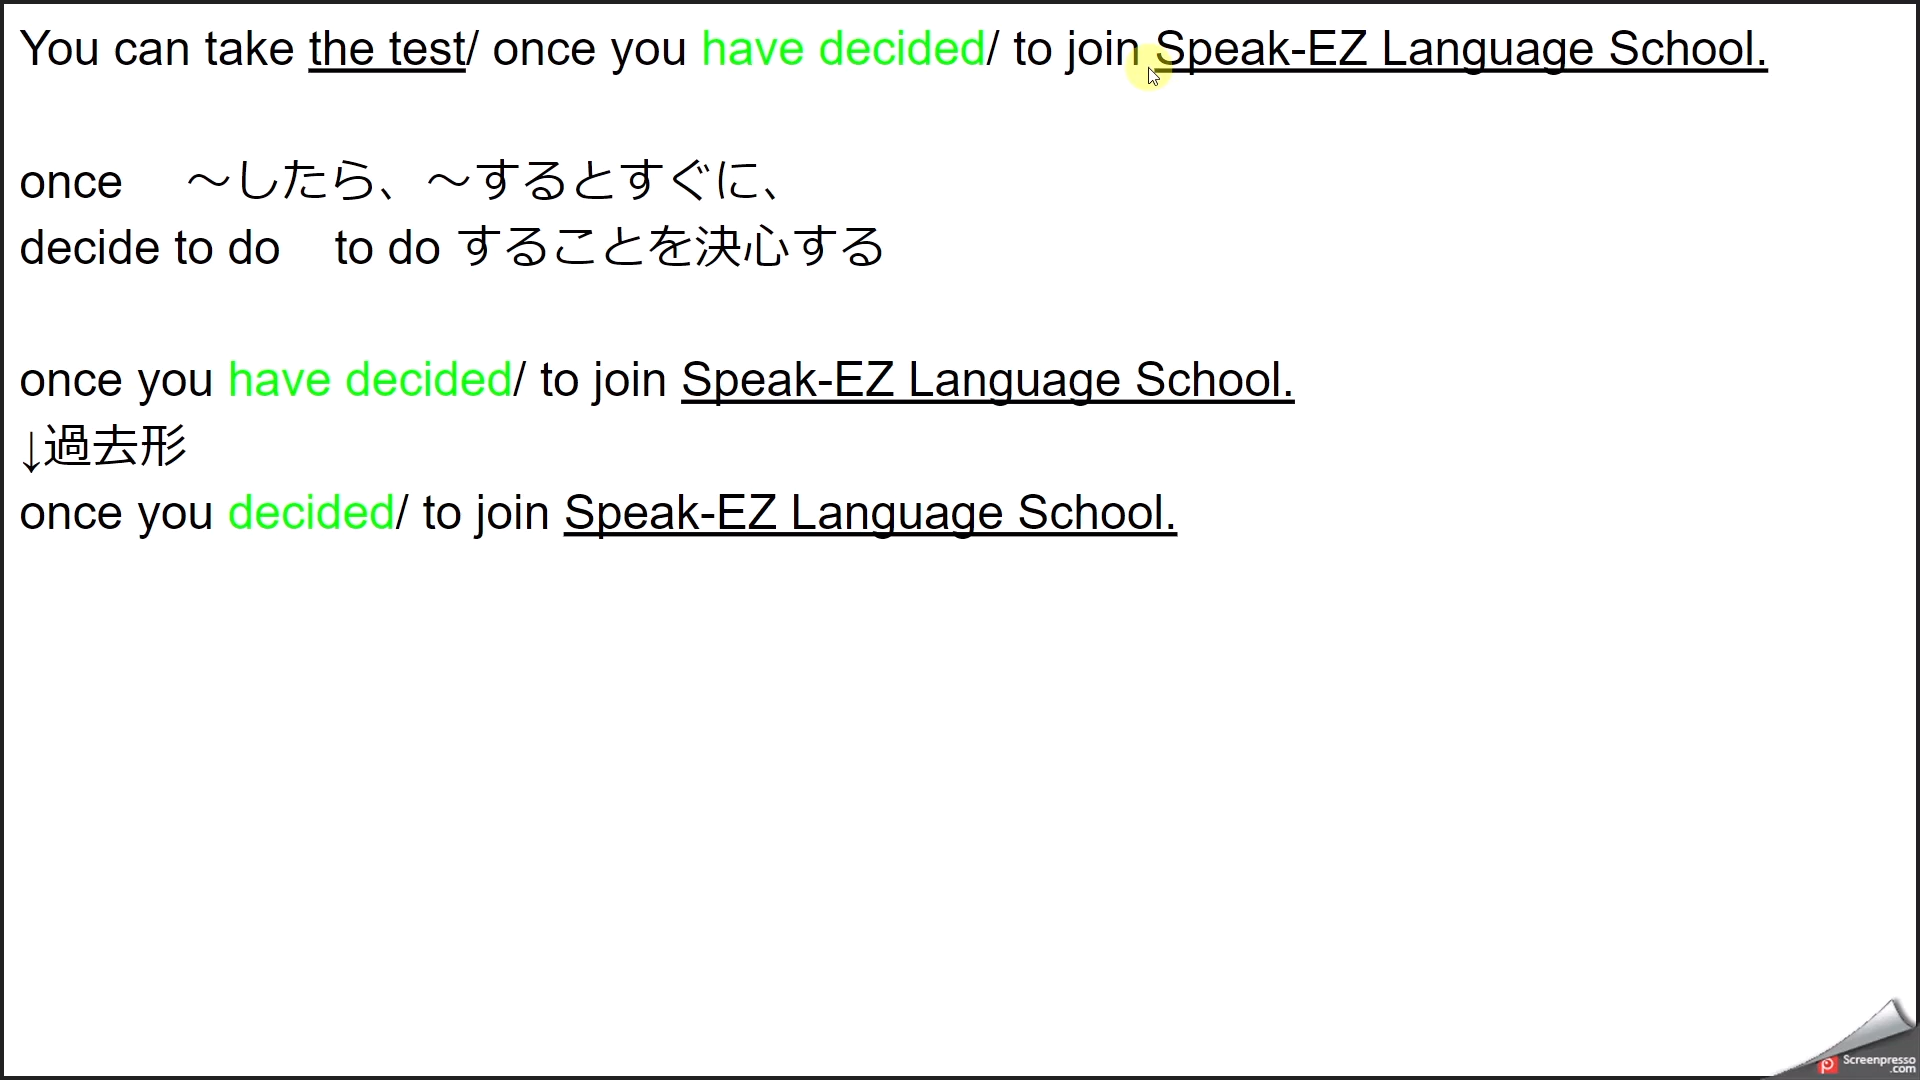 You can take the test/ once you have decided/ to join Speak-EZ Language School.
once　～したら、～するとすぐに、
decide to do　to do することを決心する
once you have decided/ to join Speak-EZ Language School.
↓過去形
once you decided/ to join Speak-EZ Language School.
Screenpresso
.com